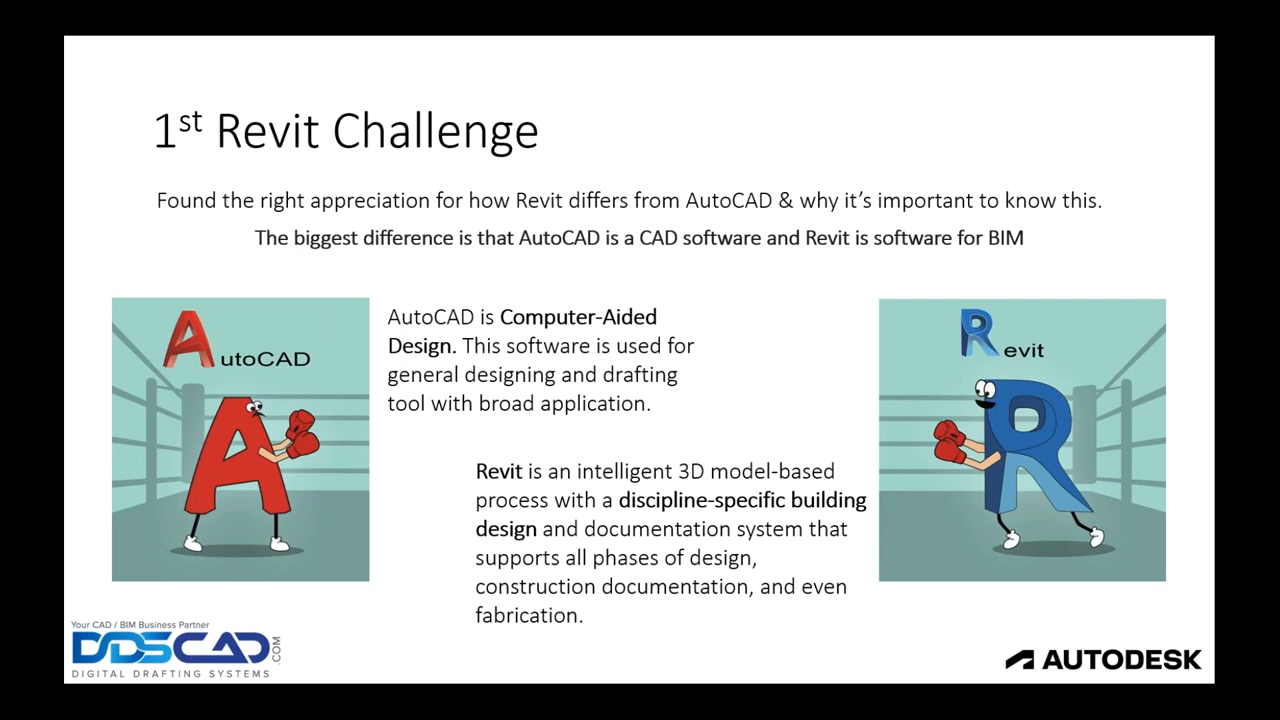 1st Revit Challenge
Found the right appreciation for how Revit differs from AutoCAD & why it's important to know this.
The biggest difference is that AutoCAD is a CAD software and Revit is software for BIM
AutoCAD
AutoCAD is Computer-Aided
Design. This software is used for
general designing and drafting
tool with broad application.
Revit
Revit is an intelligent 3D model-based
process with a discipline-specific building
design and documentation system that
supports all phases of design,
construction documentation, and even
fabrication.
Your CAD / BIM Business Partner
DDSCAD.COM
DIGITAL DRAFTING SYSTEMS
AUTODESK